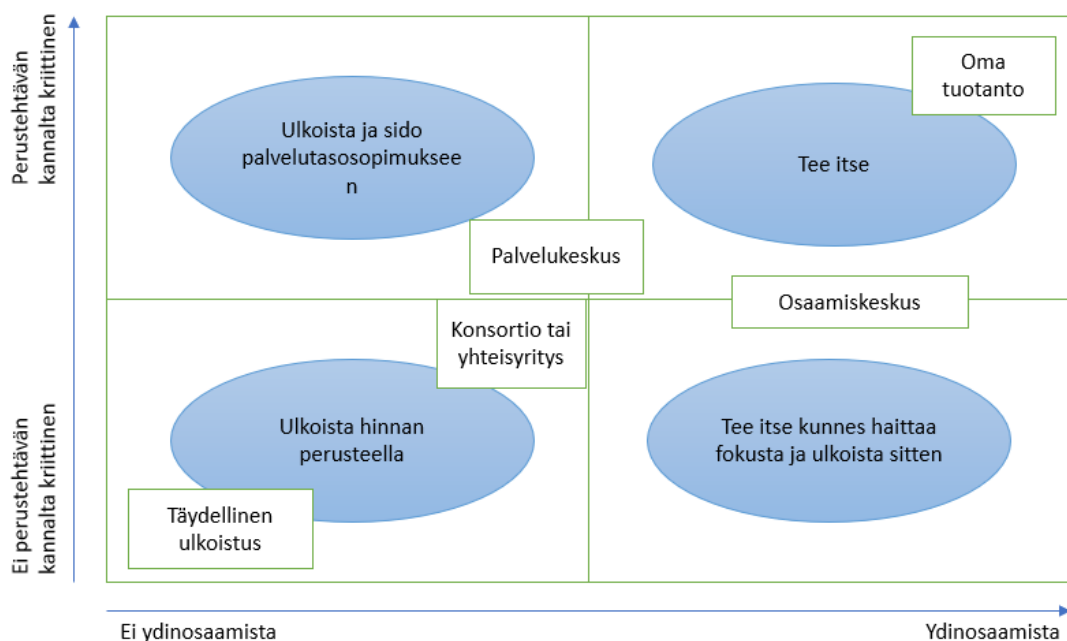 Perustehtävän
kannalta kriittinen
Ulkoista ja sido
palvelutasosopimuksee
n
Oma
tuotanto
Tee itse
Palvelukeskus
Osaamiskeskus
Ei perustehtävän
kannalta kriittinen
Konsortio tai
yhteisyritys
Ulkoista hinnan
perusteella
Tee itse kunnes haittaa
fokusta ja ulkoista sitten
Täydellinen
ulkoistus
Ei ydinosaamista
Ydinosaamista